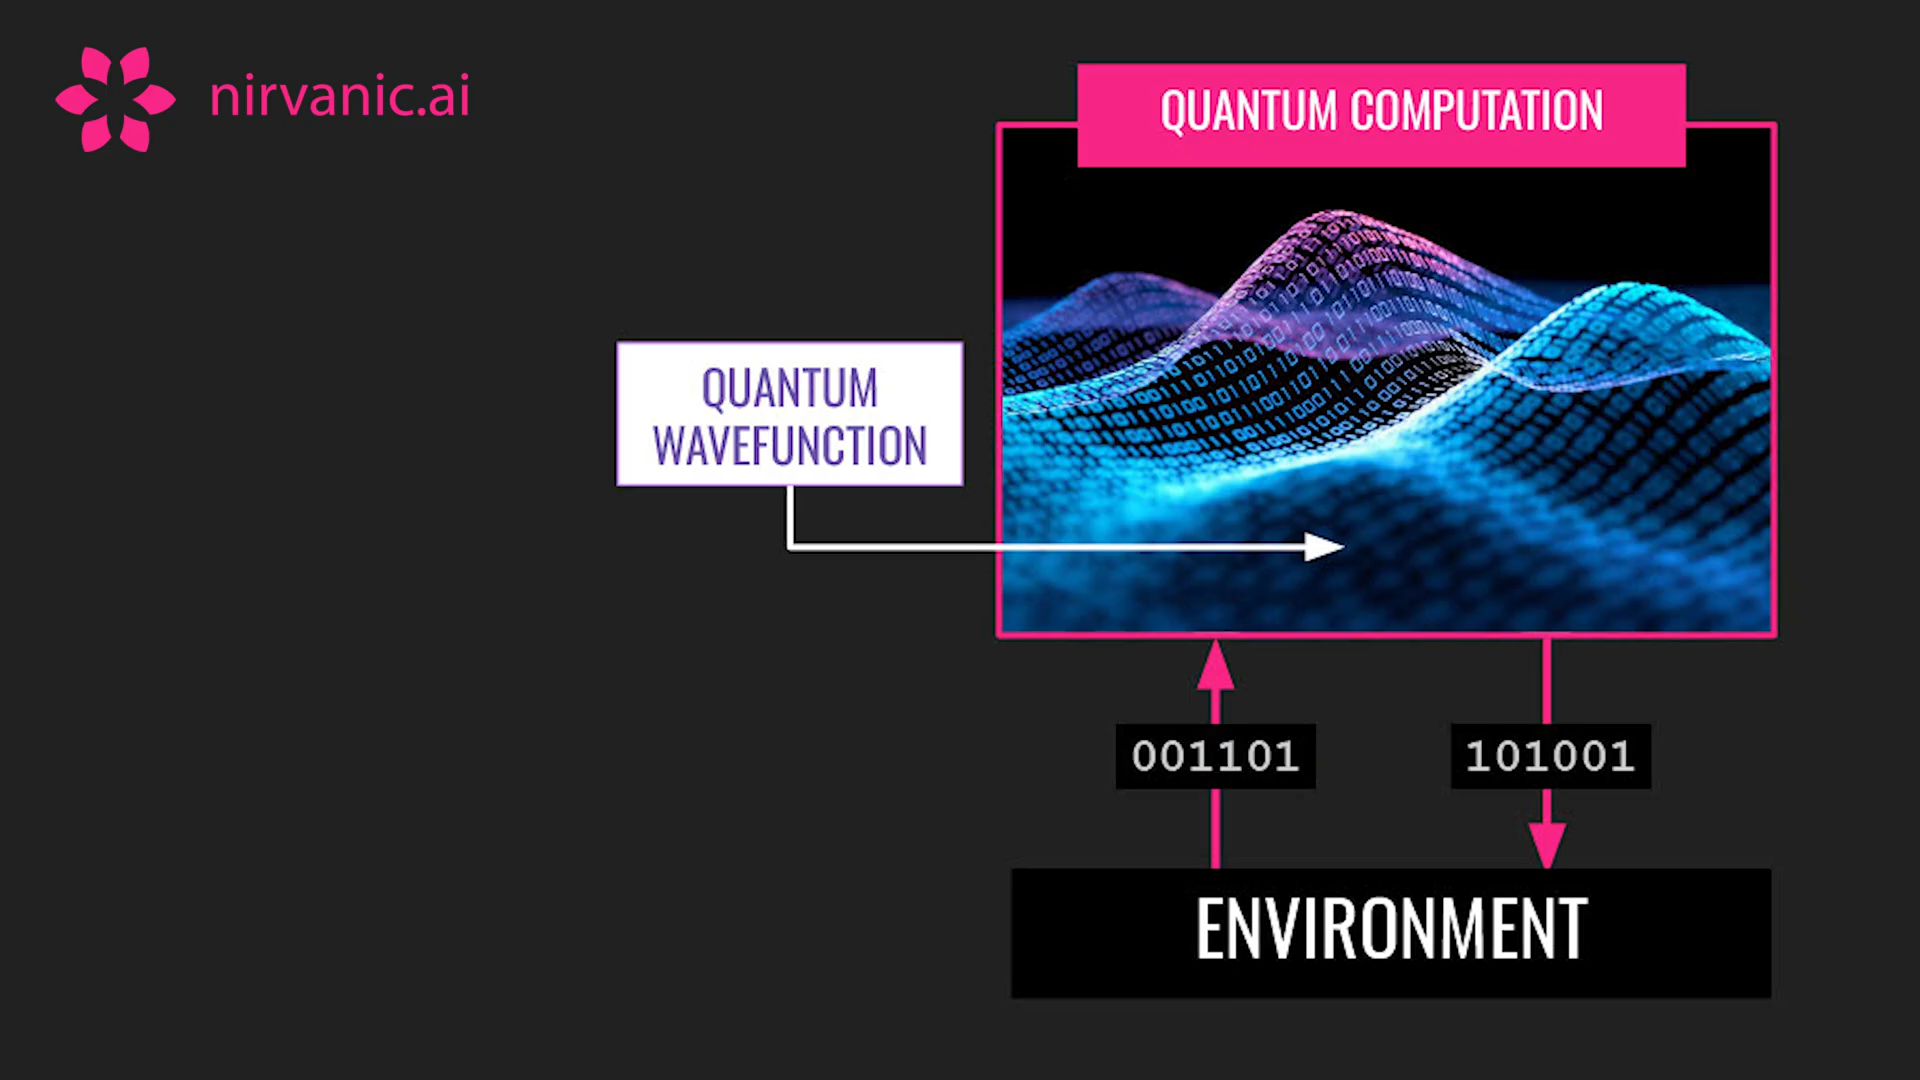 nirvanic.ai
QUANTUM COMPUTATION
QUANTUM
WAVEFUNCTION
001101
101001
ENVIRONMENT